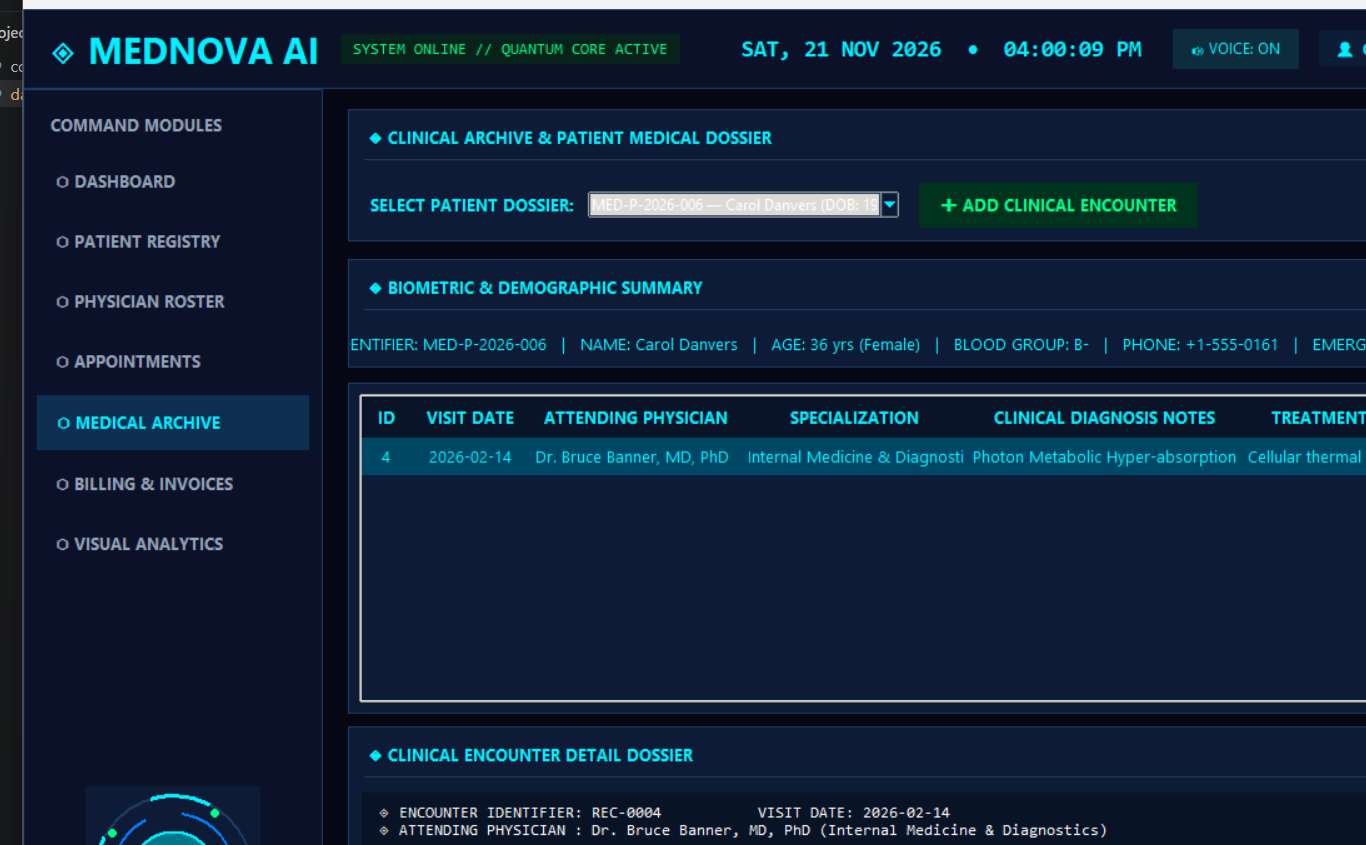 MEDNOVA AI
SYSTEM ONLINE // QUANTUM CORE ACTIVE
SAT, 21 NOV 2026 • 04:00:09 PM
VOICE: ON
COMMAND MODULES
DASHBOARD
PATIENT REGISTRY
PHYSICIAN ROSTER
APPOINTMENTS
MEDICAL ARCHIVE
BILLING & INVOICES
VISUAL ANALYTICS
CLINICAL ARCHIVE & PATIENT MEDICAL DOSSIER
SELECT PATIENT DOSSIER: MED-P-2026-006 — Carol Danvers (DOB: 19
+ ADD CLINICAL ENCOUNTER
BIOMETRIC & DEMOGRAPHIC SUMMARY
ENTIFIER: MED-P-2026-006 | NAME: Carol Danvers | AGE: 36 yrs (Female) | BLOOD GROUP: B- | PHONE: +1-555-0161 | EMERG
ID VISIT DATE ATTENDING PHYSICIAN SPECIALIZATION CLINICAL DIAGNOSIS NOTES TREATMENT
4 2026-02-14 Dr. Bruce Banner, MD, PhD Internal Medicine & Diagnosti Photon Metabolic Hyper-absorption Cellular thermal
CLINICAL ENCOUNTER DETAIL DOSSIER
ENCOUNTER IDENTIFIER: REC-0004 VISIT DATE: 2026-02-14
ATTENDING PHYSICIAN : Dr. Bruce Banner, MD, PhD (Internal Medicine & Diagnostics)